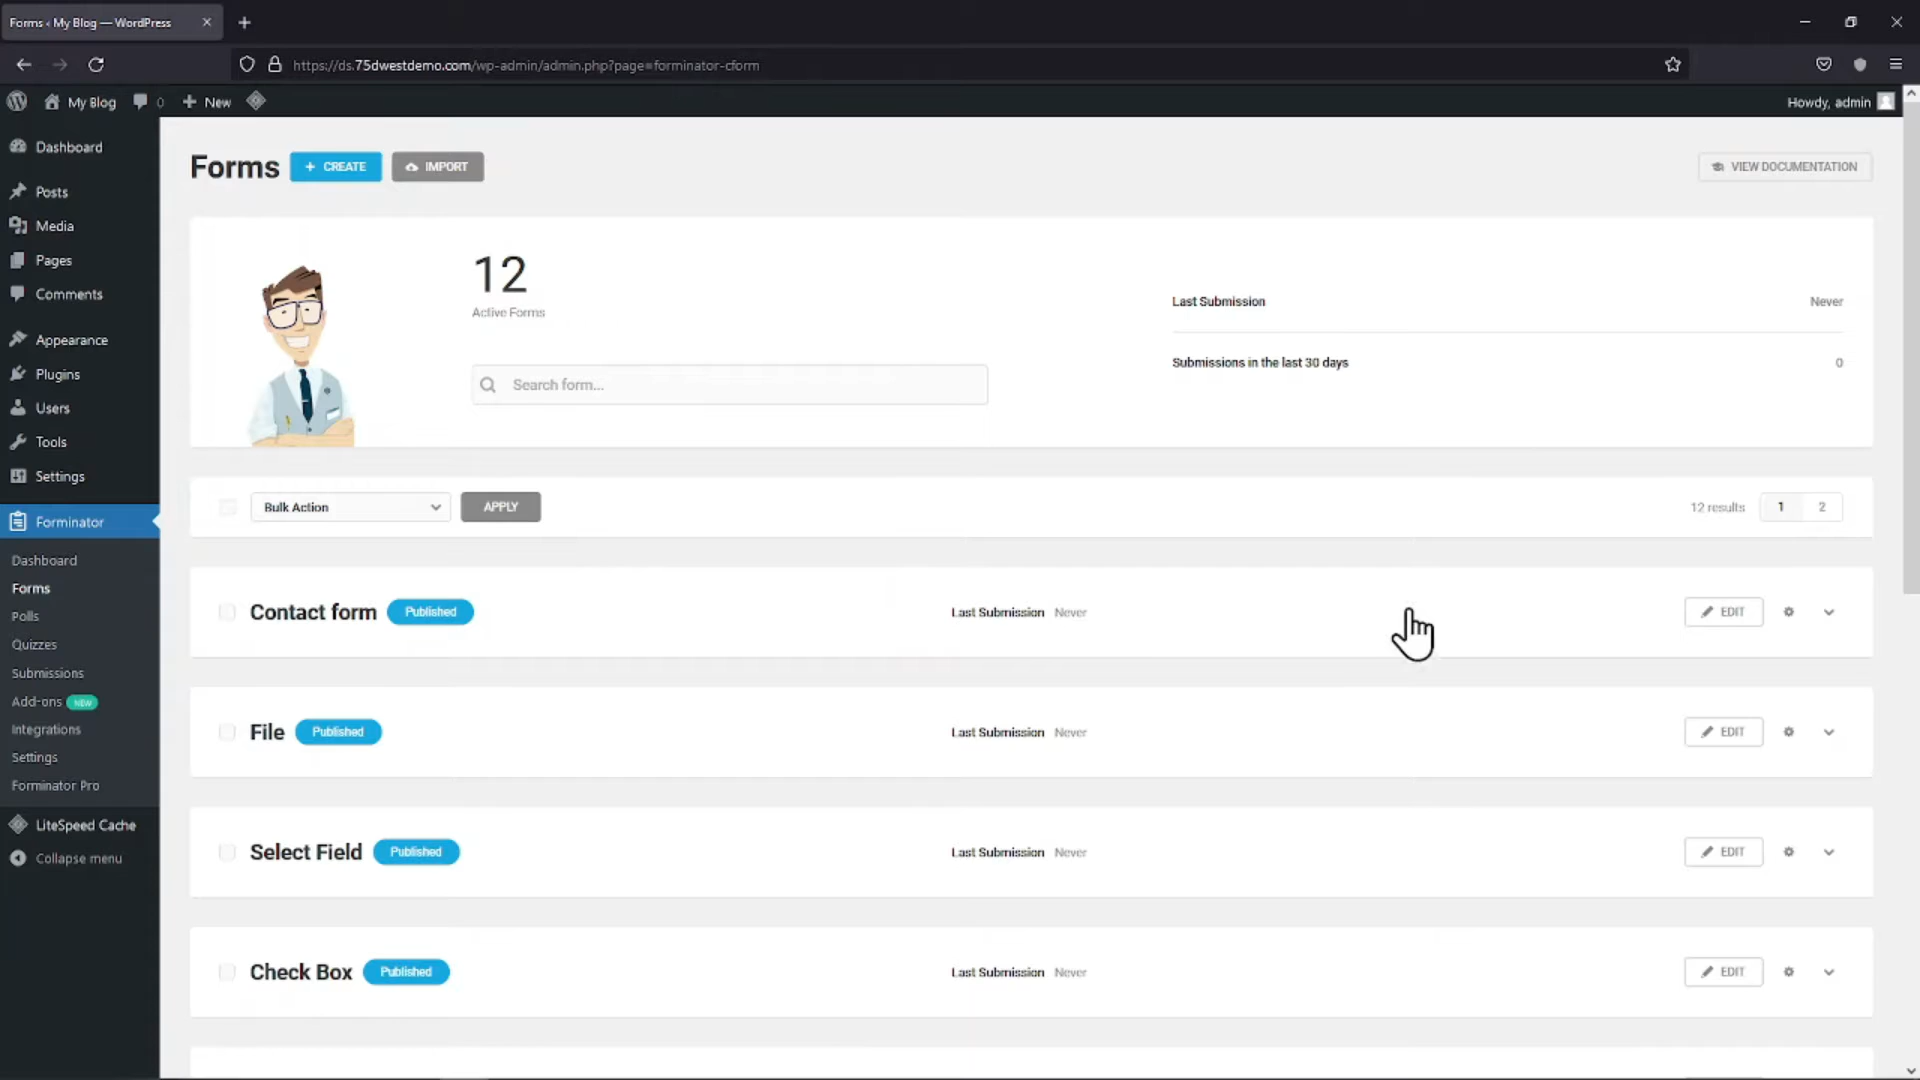 Forms ‹ My Blog — WordPress
https://ds.75dwestdemo.com/wp-admin/admin.php?page=forminator-cform
My Blog 0 New
Howdy, admin
Dashboard
Posts
Media
Pages
Comments
Appearance
Plugins
Users
Tools
Settings
Forminator
Dashboard
Forms
Polls
Quizzes
Submissions
Add-ons NEW
Integrations
Settings
Forminator Pro
LiteSpeed Cache
Collapse menu
Forms + CREATE IMPORT
VIEW DOCUMENTATION
12
Active Forms
Search form...
Last Submission Never
Submissions in the last 30 days 0
Bulk Action APPLY
12 results 1 2
Contact form Published Last Submission Never EDIT
File Published Last Submission Never EDIT
Select Field Published Last Submission Never EDIT
Check Box Published Last Submission Never EDIT